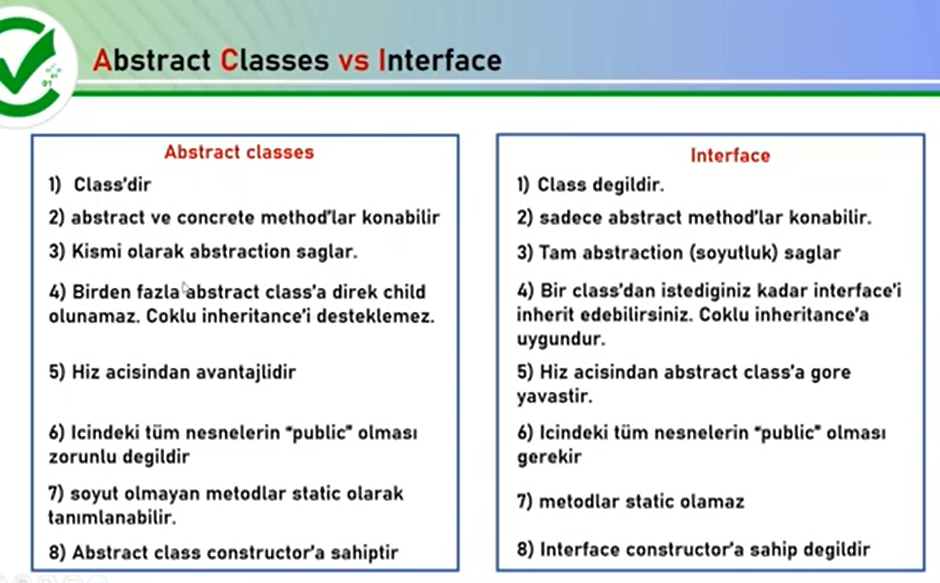 Abstract Classes vs Interface
Abstract classes
1) Class'dir
2) abstract ve concrete method'lar konabilir
3) Kismi olarak abstraction saglar.
4) Birden fazla abstract class'a direk child
olunamaz. Coklu inheritance'i desteklemez.
5) Hiz acisindan avantajlidir
6) Icindeki tüm nesnelerin "public" olması
zorunlu degildir
7) soyut olmayan metodlar static olarak
tanımlanabilir.
8) Abstract class constructor'a sahiptir
Interface
1) Class degildir.
2) sadece abstract method'lar konabilir.
3) Tam abstraction (soyutluk) saglar
4) Bir class'dan istediginiz kadar interface'i
inherit edebilirsiniz. Coklu inheritance'a
uygundur.
5) Hiz acisindan abstract class'a gore
yavastir.
6) Icindeki tüm nesnelerin "public" olması
gerekir
7) metodlar static olamaz
8) Interface constructor'a sahip degildir